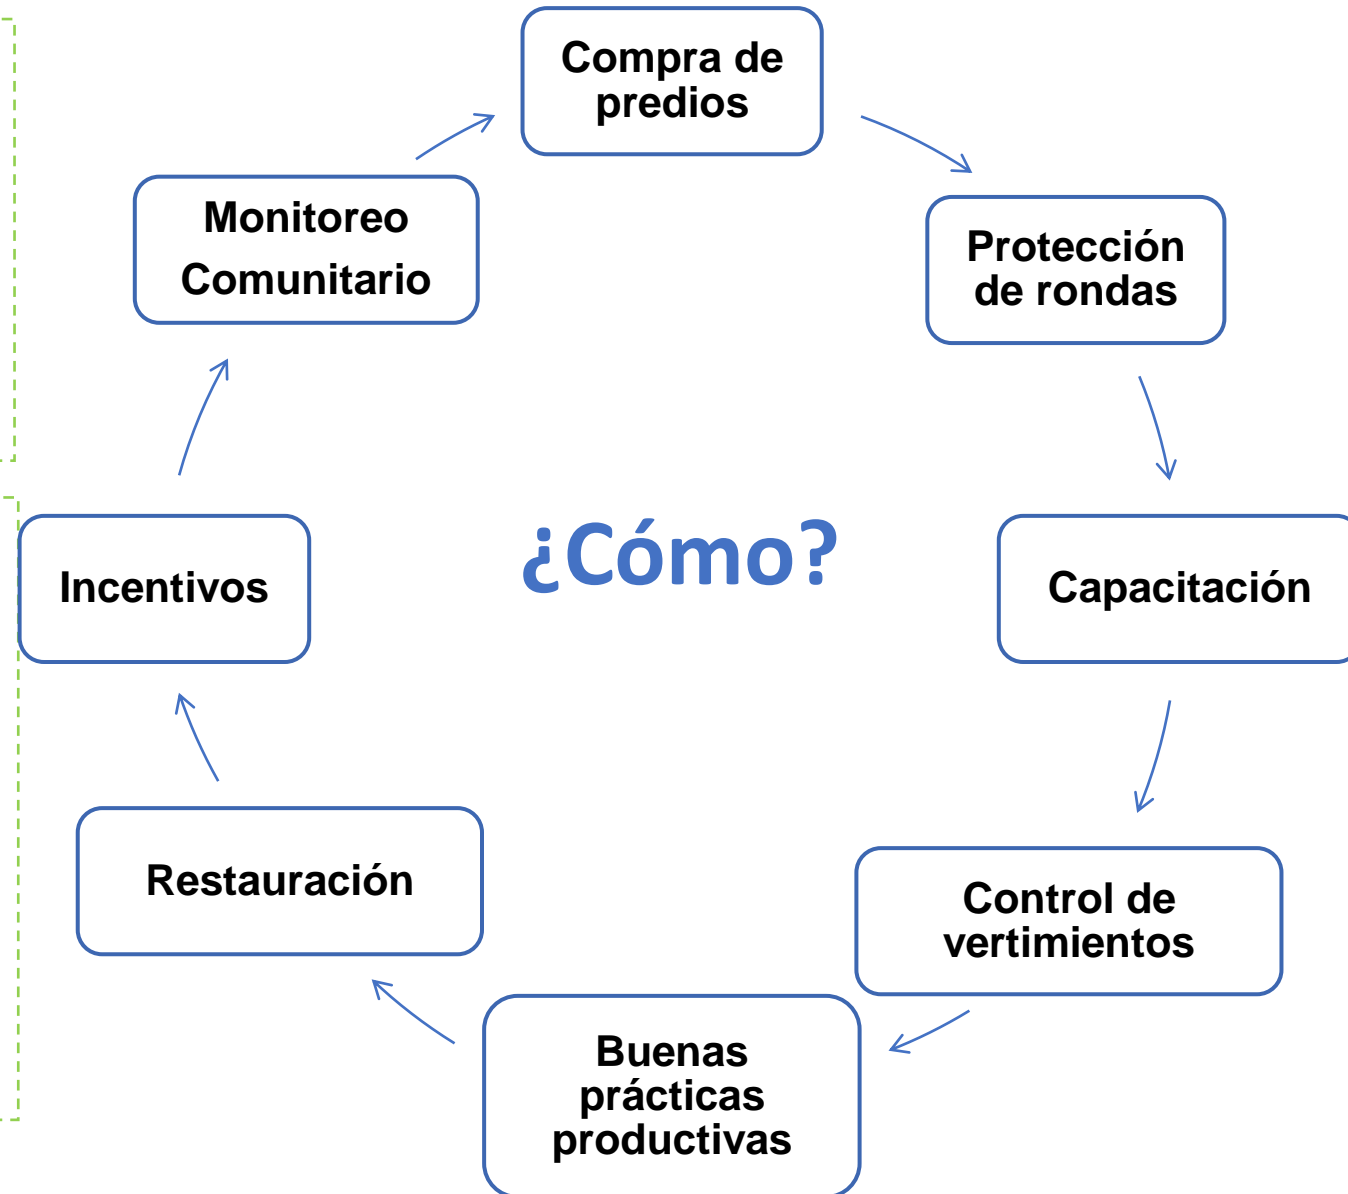 Compra de
predios
Protección
de rondas
Capacitación
Control de
vertimientos
Buenas
prácticas
productivas
Restauración
Incentivos
Monitoreo
Comunitario
¿Cómo?